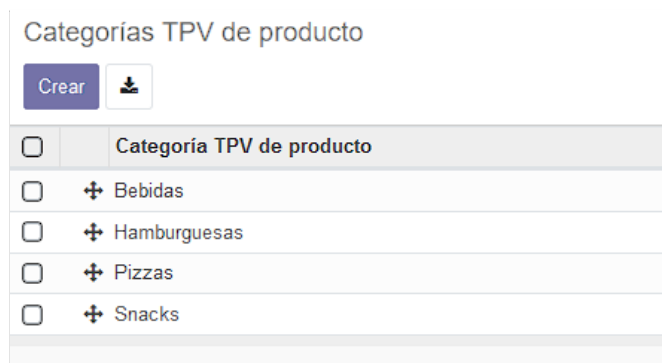 Categorías TPV de producto
Crear
Categoría TPV de producto
Bebidas
Hamburguesas
Pizzas
Snacks